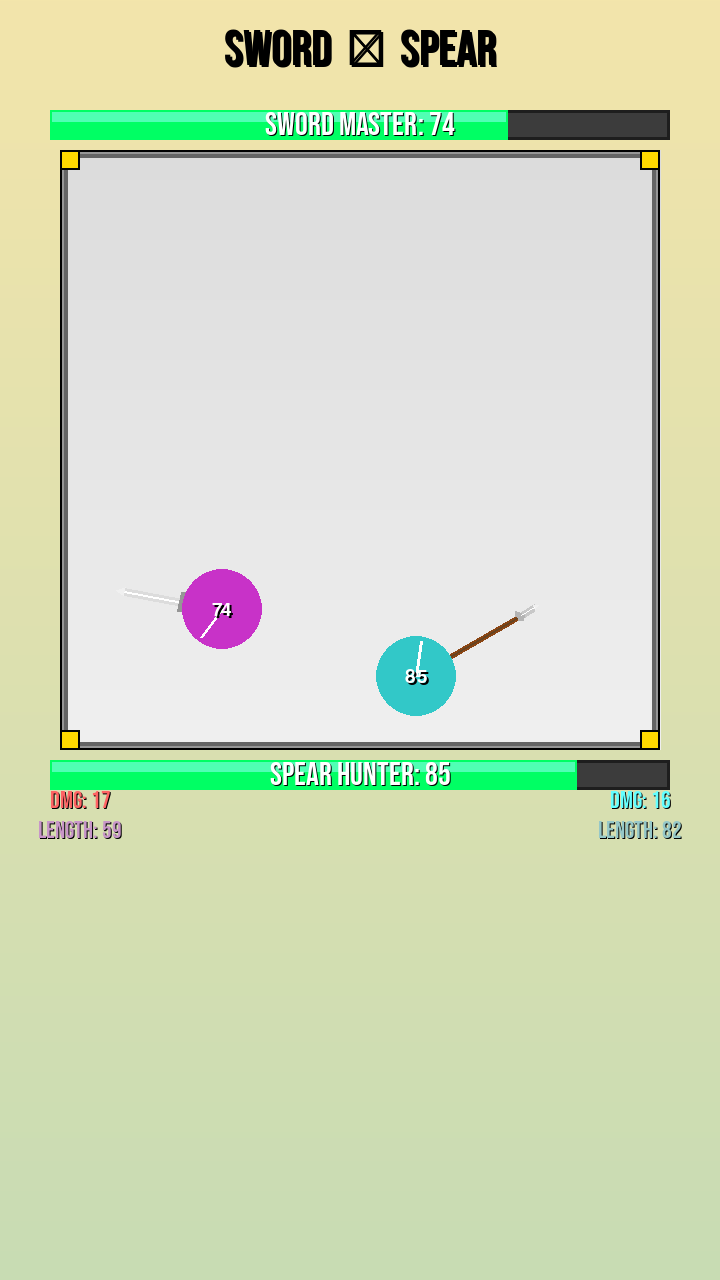 SWORD SPEAR
SWORD MASTER: 74
74
85
SPEAR HUNTER: 85
DMG: 17
DMG: 16
LENGTH: 59
LENGTH: 82